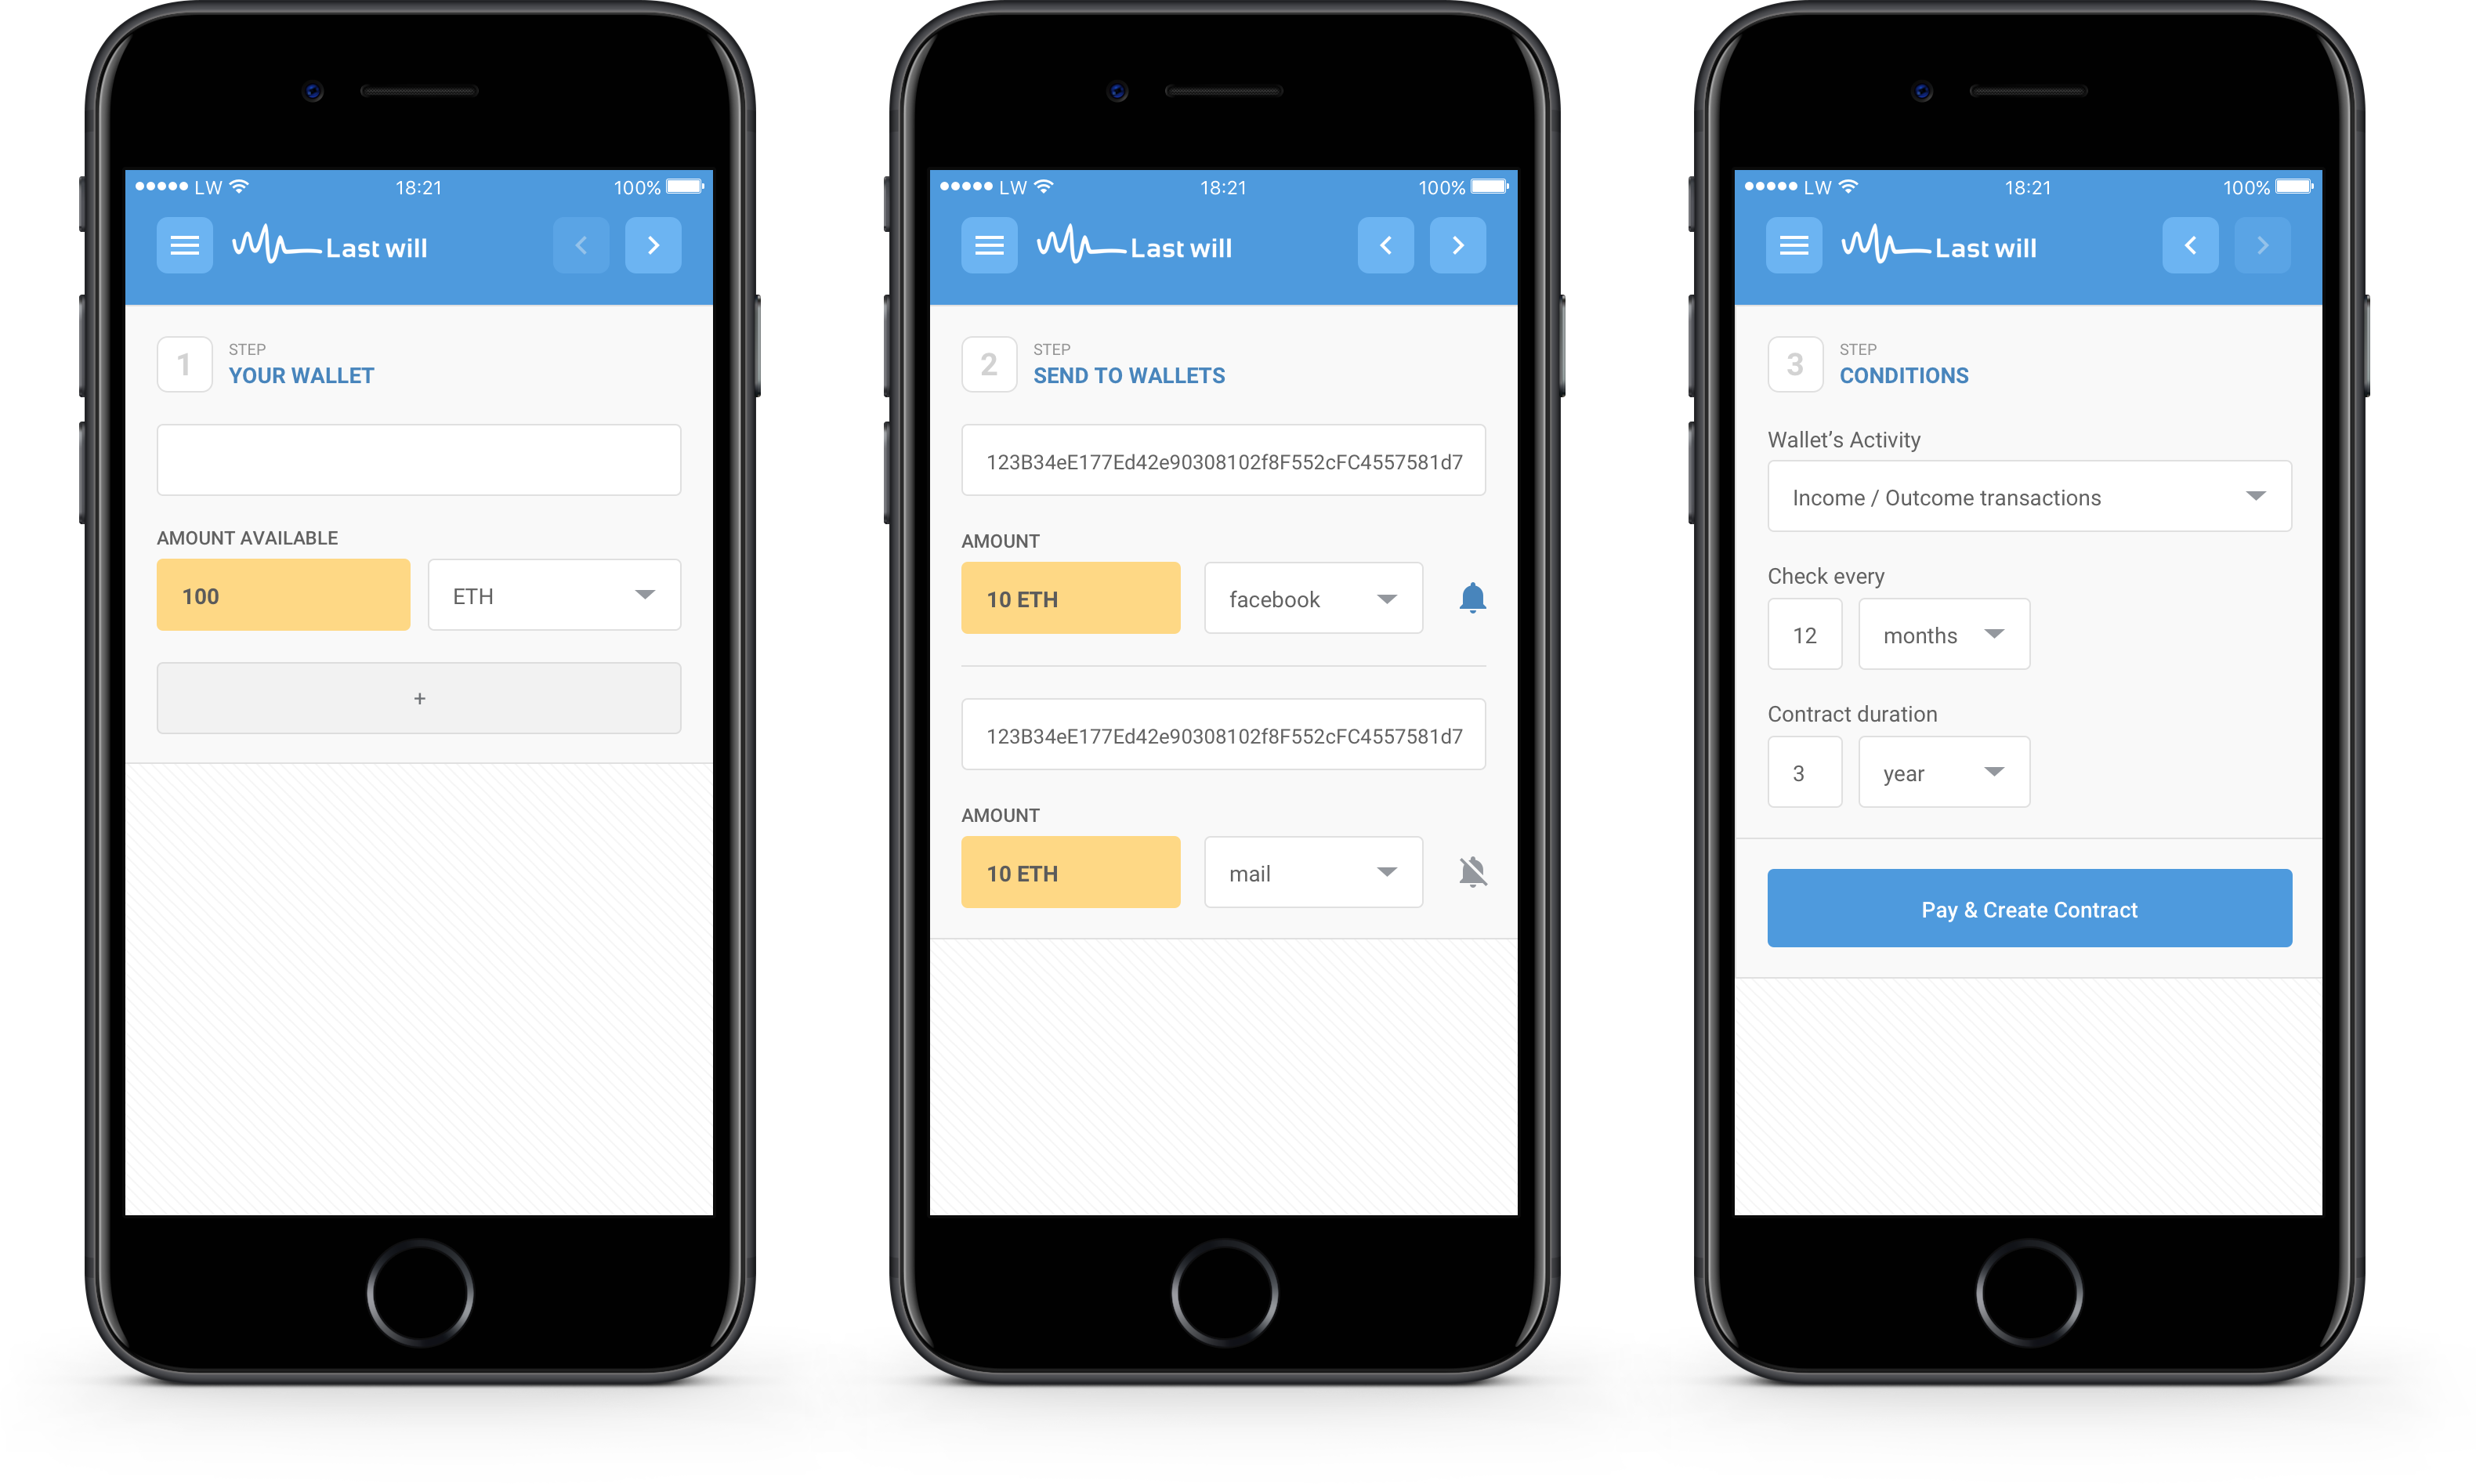 LW 18:21 100%
Last will
1 STEP
YOUR WALLET
AMOUNT AVAILABLE
100 ETH
+
LW 18:21 100%
Last will
2 STEP
SEND TO WALLETS
123B34eE177Ed42e90308102f8F552cFC4557581d7
AMOUNT
10 ETH facebook
123B34eE177Ed42e90308102f8F552cFC4557581d7
AMOUNT
10 ETH mail
LW 18:21 100%
Last will
3 STEP
CONDITIONS
Wallet’s Activity
Income / Outcome transactions
Check every
12 months
Contract duration
3 year
Pay & Create Contract